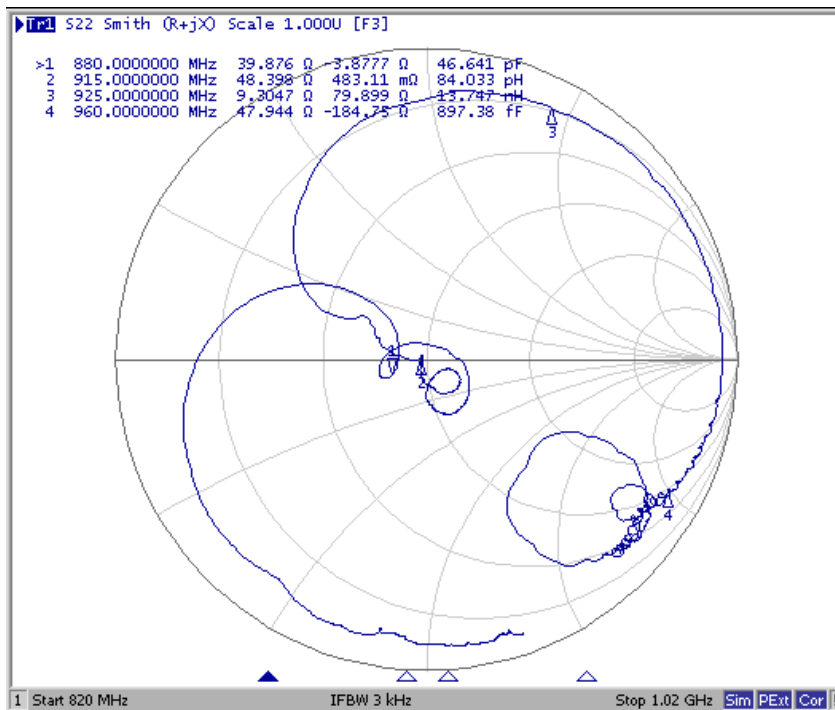 Tr1 S22 Smith (R+jX) Scale 1.000U [F3]
>1 880.0000000 MHz 39.876 Ω -3.8777 Ω 46.641 pF
2 915.0000000 MHz 48.398 Ω 483.11 mΩ 84.033 pH
3 925.0000000 MHz 9.3047 Ω 79.899 Ω 13.747 nH
4 960.0000000 MHz 47.944 Ω -184.75 Ω 897.38 fF
3
1
2
4
1 Start 820 MHz IFBW 3 kHz Stop 1.02 GHz Sim PExt Cor